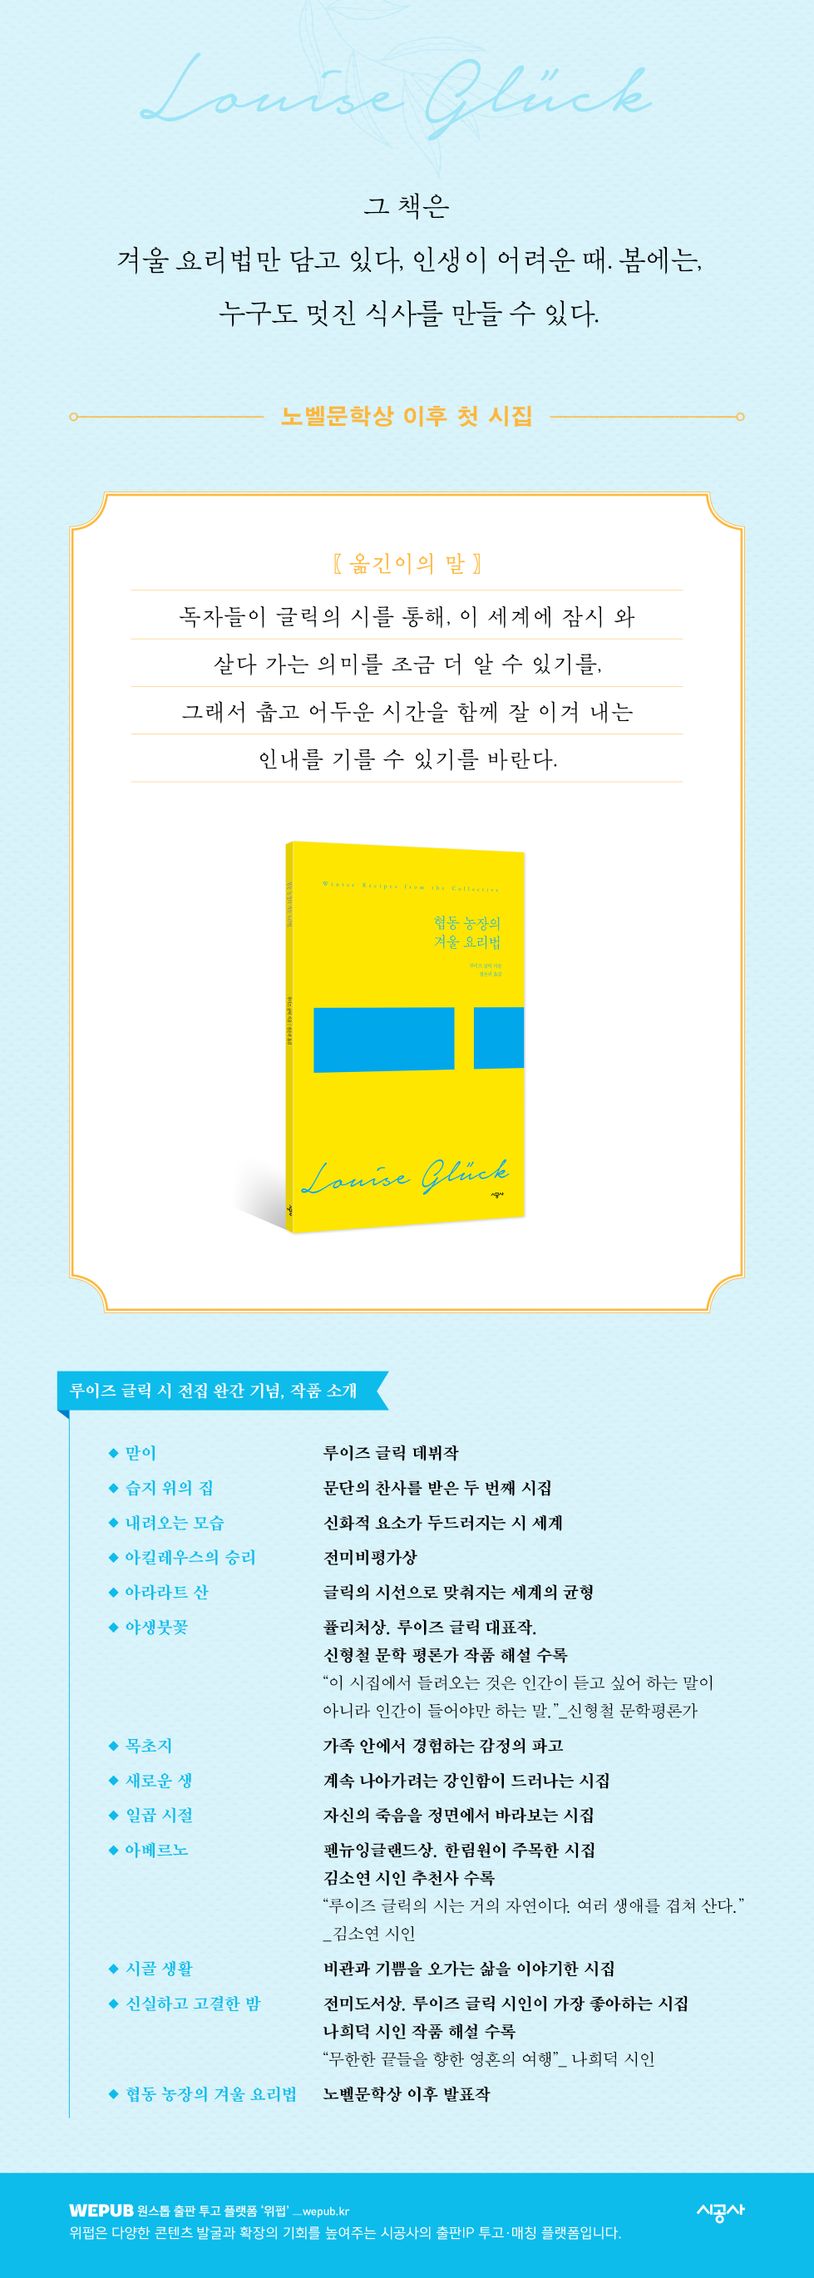 Louise Glück
그 책은
겨울 요리법만 담고 있다, 인생이 어려운 때. 봄에는,
누구도 멋진 식사를 만들 수 있다.
노벨문학상 이후 첫 시집
〖 옮긴이의 말 〗
독자들이 글릭의 시를 통해, 이 세계에 잠시 와
살다 가는 의미를 조금 더 알 수 있기를,
그래서 춥고 어두운 시간을 함께 잘 이겨 내는
인내를 기를 수 있기를 바란다.
Winter Recipes from the Collective
협동 농장의
겨울 요리법
Louise Glück
시공사
루이즈 글릭 시 전집 완간 기념, 작품 소개
◆ 맏이 루이즈 글릭 데뷔작
◆ 습지 위의 집 문단의 찬사를 받은 두 번째 시집
◆ 내려오는 모습 신화적 요소가 두드러지는 시 세계
◆ 아킬레우스의 승리 전미비평가상
◆ 아라라트 산 글릭의 시선으로 맞춰지는 세계의 균형
◆ 야생붓꽃 퓰리처상. 루이즈 글릭 대표작.
신형철 문학 평론가 작품 해설 수록
“이 시집에서 들려오는 것은 인간이 듣고 싶어 하는 말이
아니라 인간이 들어야만 하는 말.”_신형철 문학평론가
◆ 목초지 가족 안에서 경험하는 감정의 파고
◆ 새로운 생 계속 나아가려는 강인함이 드러나는 시집
◆ 일곱 시절 자신의 죽음을 정면에서 바라보는 시집
◆ 아베르노 펜뉴잉글랜드상. 한림원이 주목한 시집
김소연 시인 추천사 수록
“루이즈 글릭의 시는 거의 자연이다. 여러 생애를 겹쳐 산다.”
_김소연 시인
◆ 시골 생활 비관과 기쁨을 오가는 삶을 이야기한 시집
◆ 신실하고 고결한 밤 전미도서상. 루이즈 글릭 시인이 가장 좋아하는 시집
나희덕 시인 작품 해설 수록
“무한한 끝들을 향한 영혼의 여행”_ 나희덕 시인
◆ 협동 농장의 겨울 요리법 노벨문학상 이후 발표작
WEPUB 원스톱 출판 투고 플랫폼 ‘위펍’ _wepub.kr
위펍은 다양한 콘텐츠 발굴과 확장의 기회를 높여주는 시공사의 출판IP 투고·매칭 플랫폼입니다.
시공사